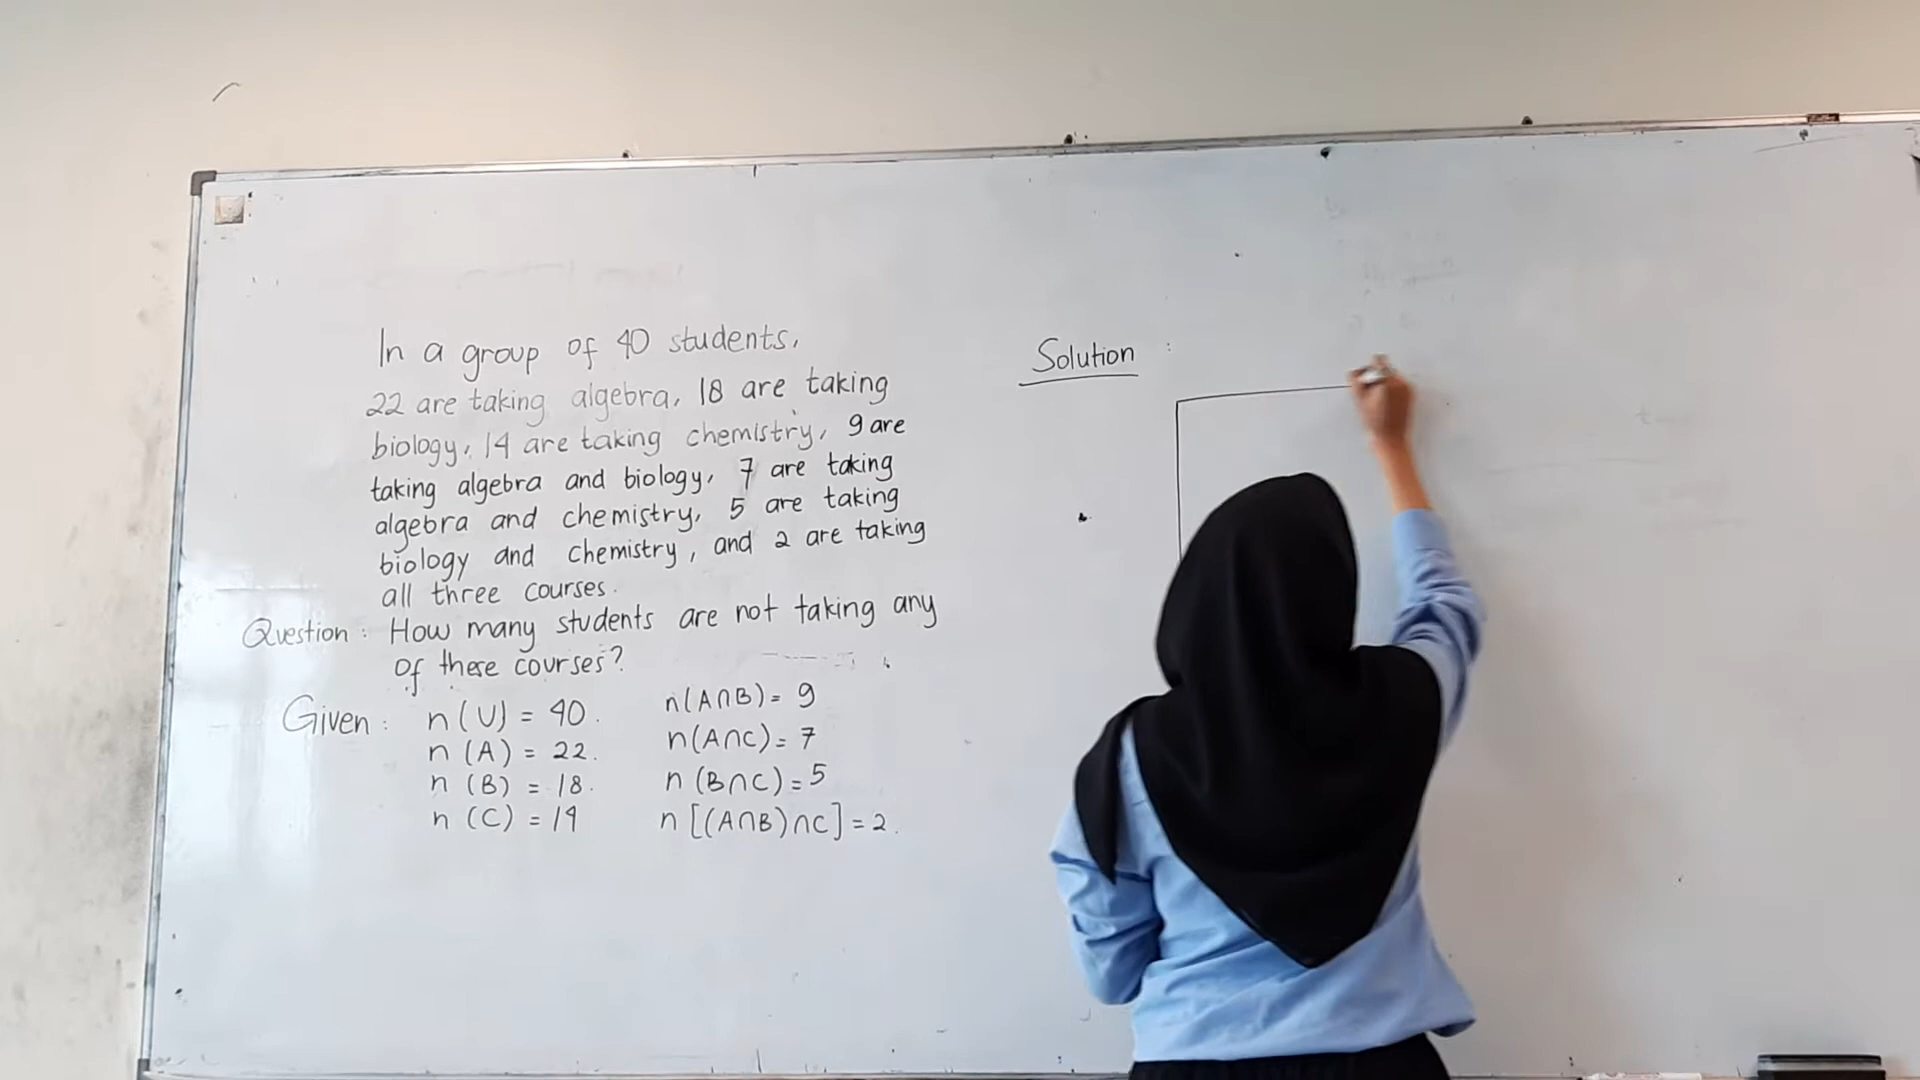 In a group of 40 students,
22 are taking algebra, 18 are taking
biology, 14 are taking chemistry, 9 are
taking algebra and biology, 7 are taking
algebra and chemistry, 5 are taking
biology and chemistry, and 2 are taking
all three courses.
Question: How many students are not taking any
of these courses?
Given: n(U) = 40.
n(A) = 22.
n(B) = 18.
n(C) = 14
n(A∩B) = 9
n(A∩C) = 7
n(B∩C) = 5
n[(A∩B)∩C] = 2.
Solution :